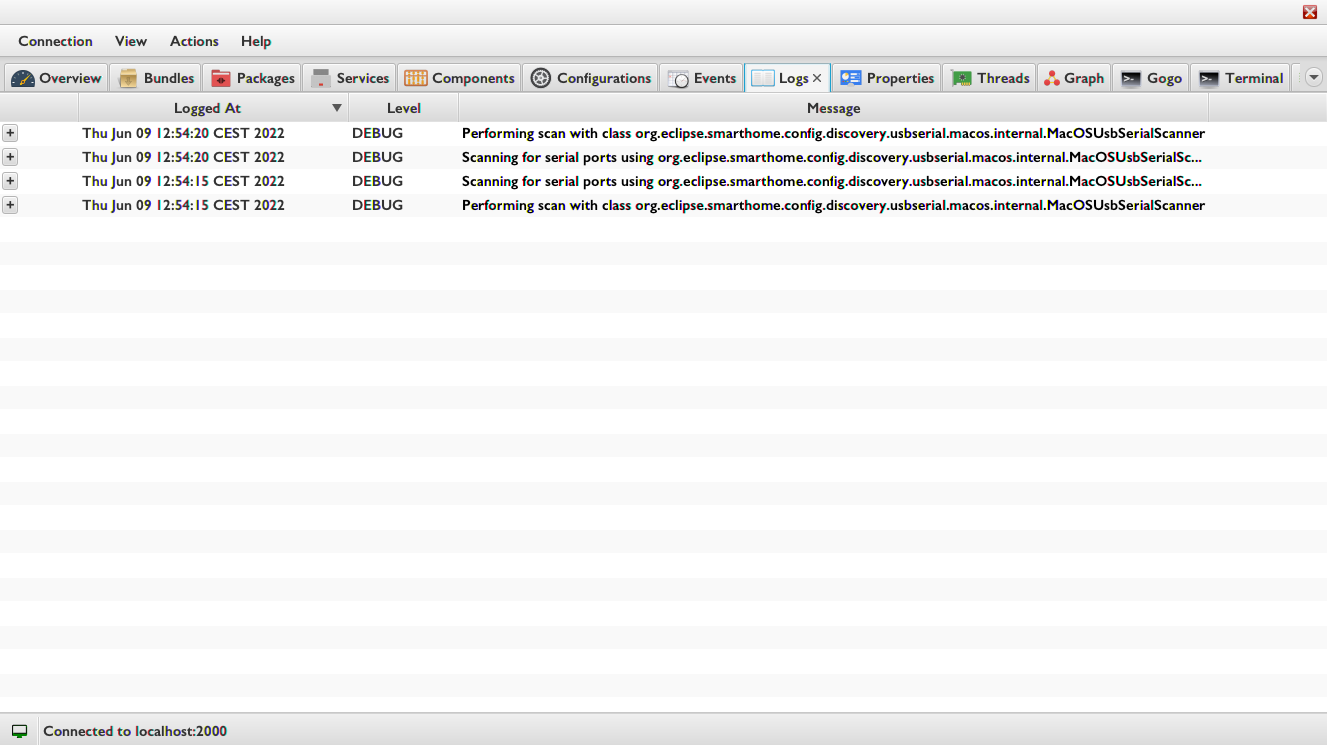 Connection View Actions Help
Overview Bundles Packages Services Components Configurations Events Logs Properties Threads Graph Gogo Terminal
Logged At Level Message
Thu Jun 09 12:54:20 CEST 2022 DEBUG Performing scan with class org.eclipse.smarthome.config.discovery.usbserial.macos.internal.MacOSUsbSerialScanner
Thu Jun 09 12:54:20 CEST 2022 DEBUG Scanning for serial ports using org.eclipse.smarthome.config.discovery.usbserial.macos.internal.MacOSUsbSerialSc...
Thu Jun 09 12:54:15 CEST 2022 DEBUG Scanning for serial ports using org.eclipse.smarthome.config.discovery.usbserial.macos.internal.MacOSUsbSerialSc...
Thu Jun 09 12:54:15 CEST 2022 DEBUG Performing scan with class org.eclipse.smarthome.config.discovery.usbserial.macos.internal.MacOSUsbSerialScanner
Connected to localhost:2000